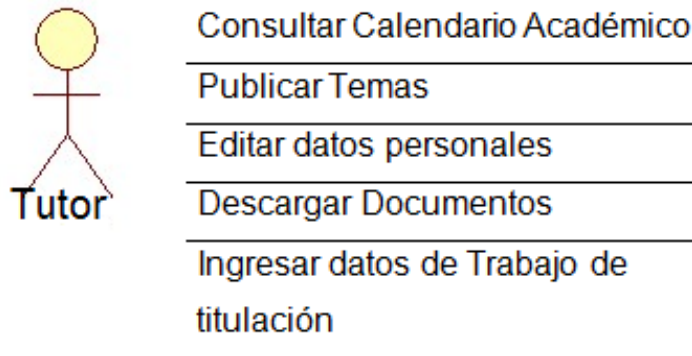 Consultar Calendario Académico
Publicar Temas
Editar datos personales
Tutor
Descargar Documentos
Ingresar datos de Trabajo de
titulación